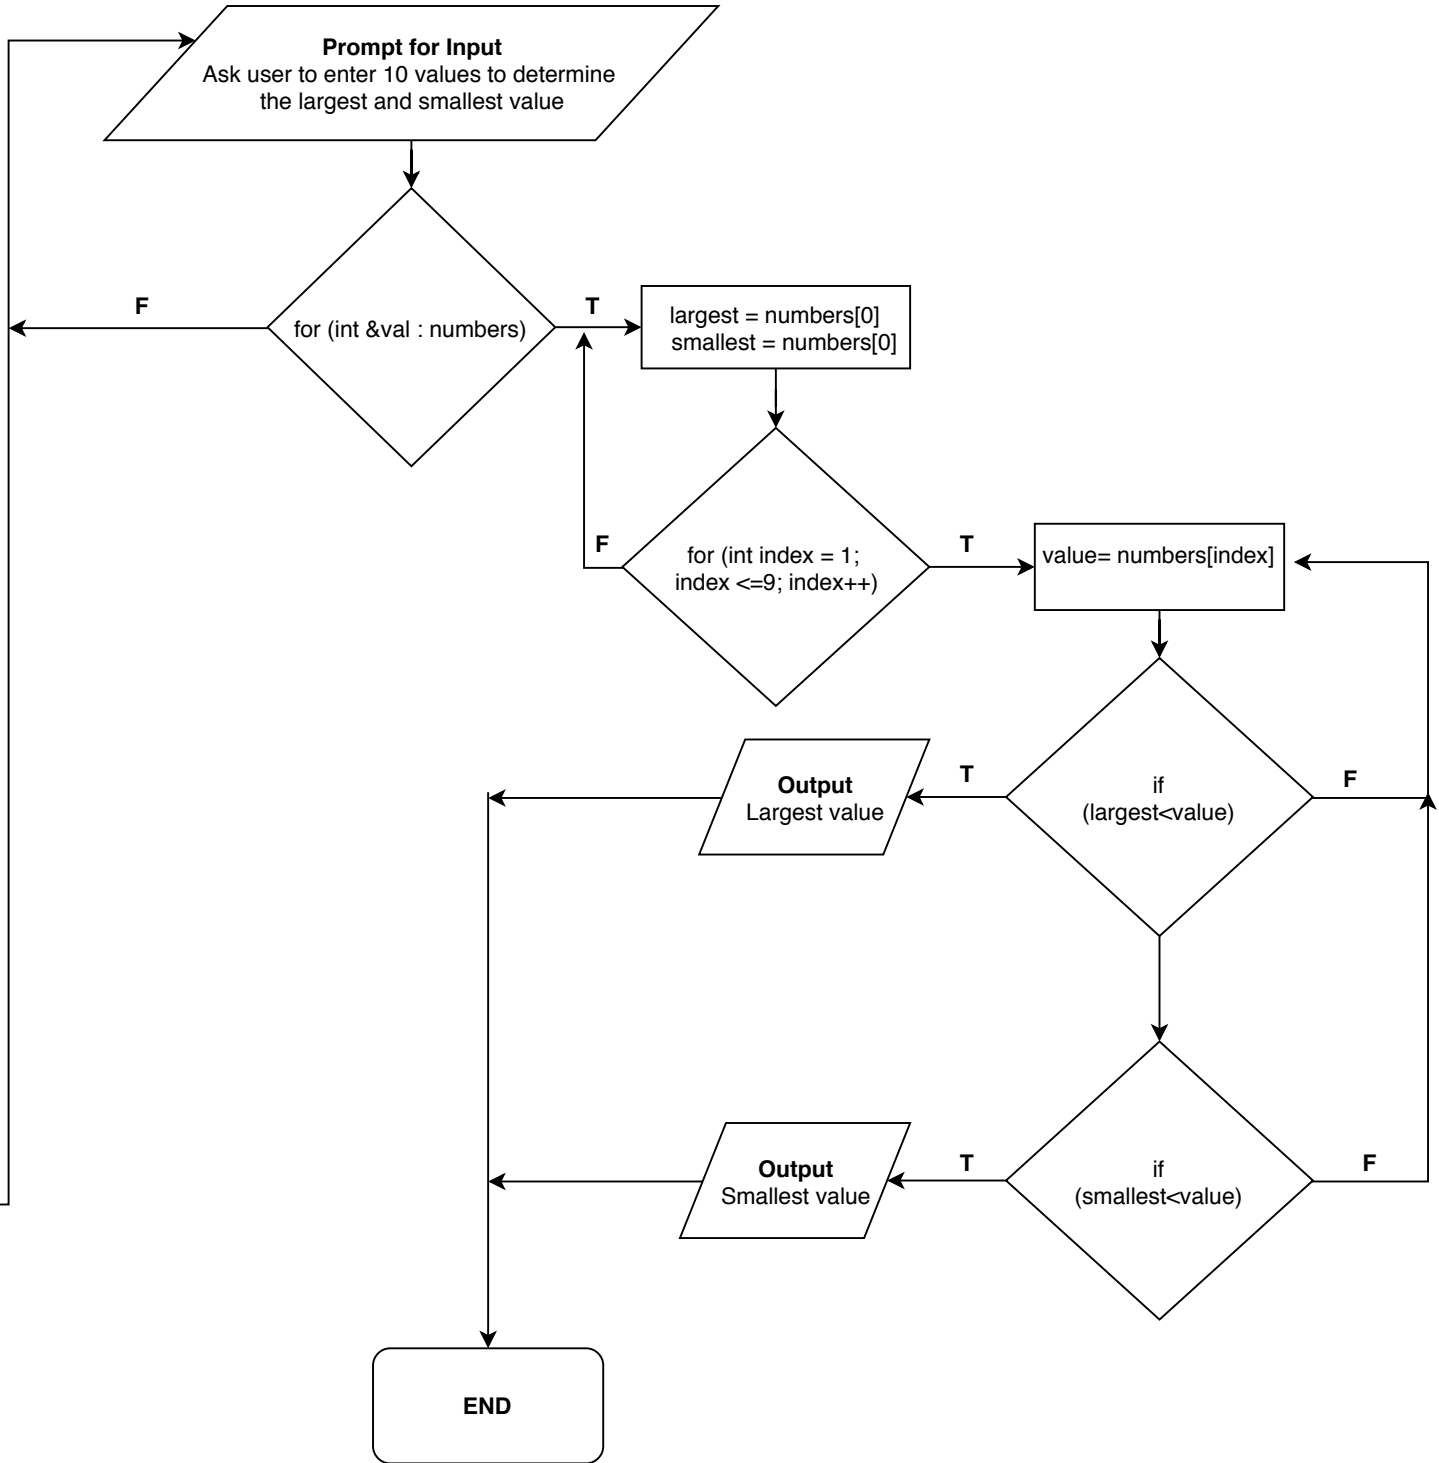 Prompt for Input
Ask user to enter 10 values to determine
the largest and smallest value
F
for (int &val : numbers)
T
largest = numbers[0]
smallest = numbers[0]
F
for (int index = 1;
index <=9; index++)
T
value= numbers[index]
Output
Largest value
T
if
(largest<value)
F
Output
Smallest value
T
if
(smallest<value)
F
END